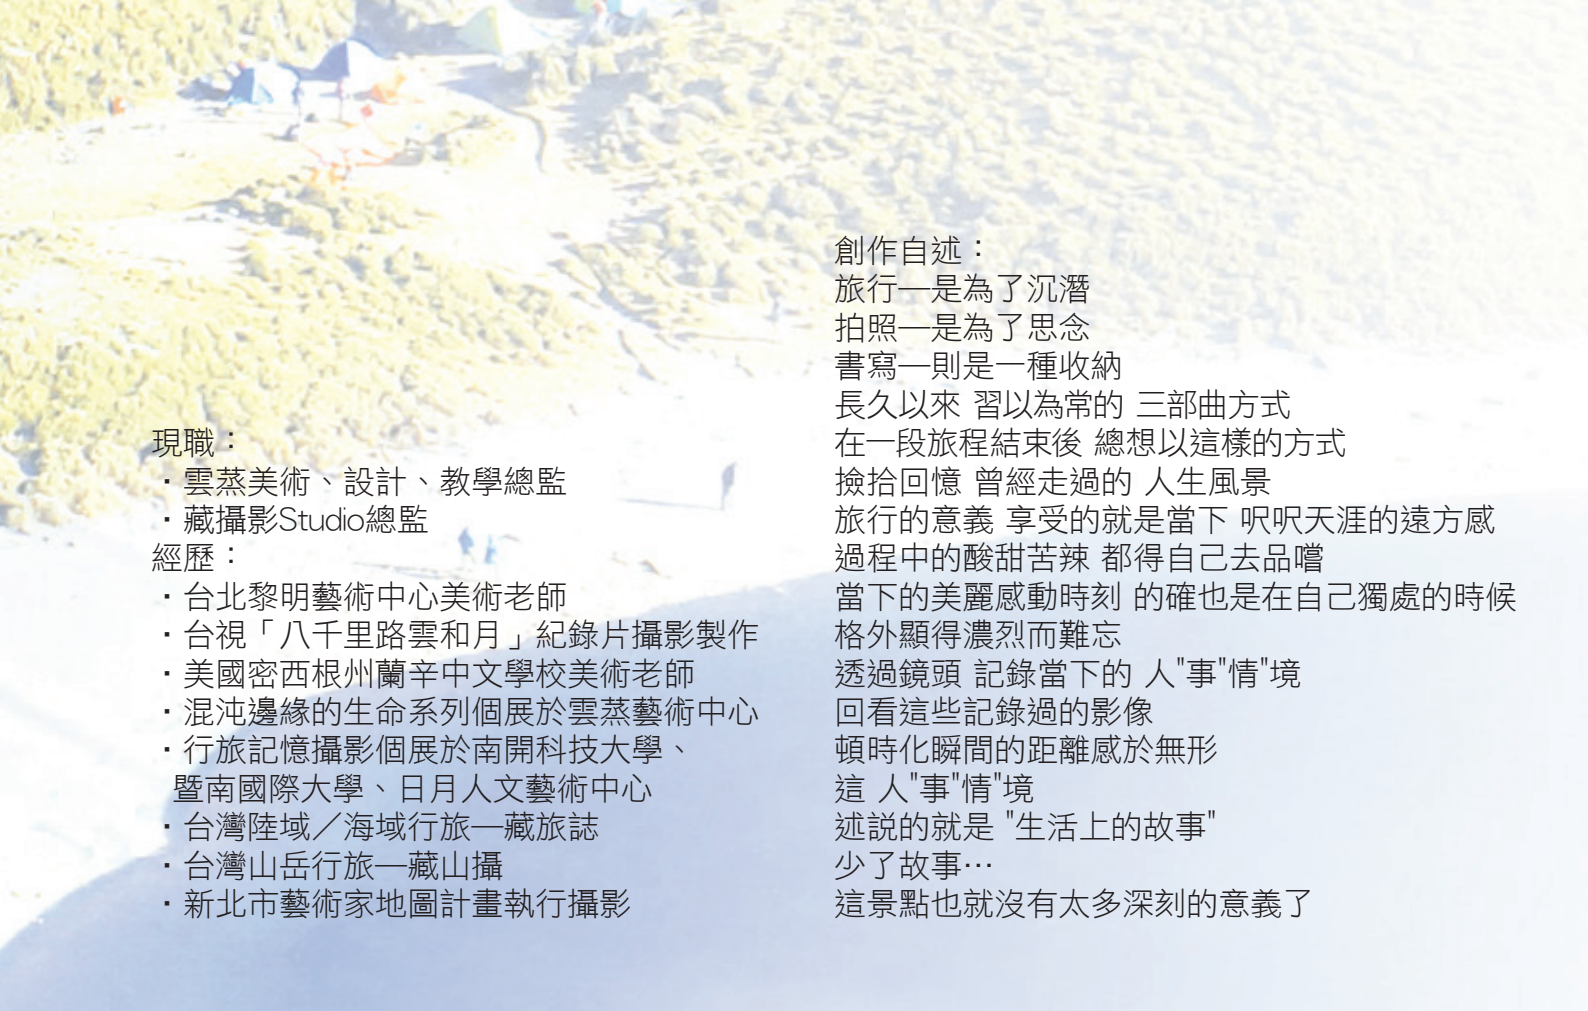 現職：
・雲蒸美術、設計、教學總監
・藏攝影Studio總監
經歷：
・台北黎明藝術中心美術老師
・台視「八千里路雲和月」紀錄片攝影製作
・美國密西根州蘭辛中文學校美術老師
・混沌邊緣的生命系列個展於雲蒸藝術中心
・行旅記憶攝影個展於南開科技大學、
暨南國際大學、日月人文藝術中心
・台灣陸域／海域行旅—藏旅誌
・台灣山岳行旅—藏山攝
・新北市藝術家地圖計畫執行攝影
創作自述：
旅行—是為了沉潛
拍照—是為了思念
書寫—則是一種收納
長久以來 習以為常的 三部曲方式
在一段旅程結束後 總想以這樣的方式
撿拾回憶 曾經走過的 人生風景
旅行的意義 享受的就是當下 呎呎天涯的遠方感
過程中的酸甜苦辣 都得自己去品嚐
當下的美麗感動時刻 的確也是在自己獨處的時候
格外顯得濃烈而難忘
透過鏡頭 記錄當下的 人"事"情"境
回看這些記錄過的影像
頓時化瞬間的距離感於無形
這 人"事"情"境
述說的就是 "生活上的故事"
少了故事…
這景點也就沒有太多深刻的意義了